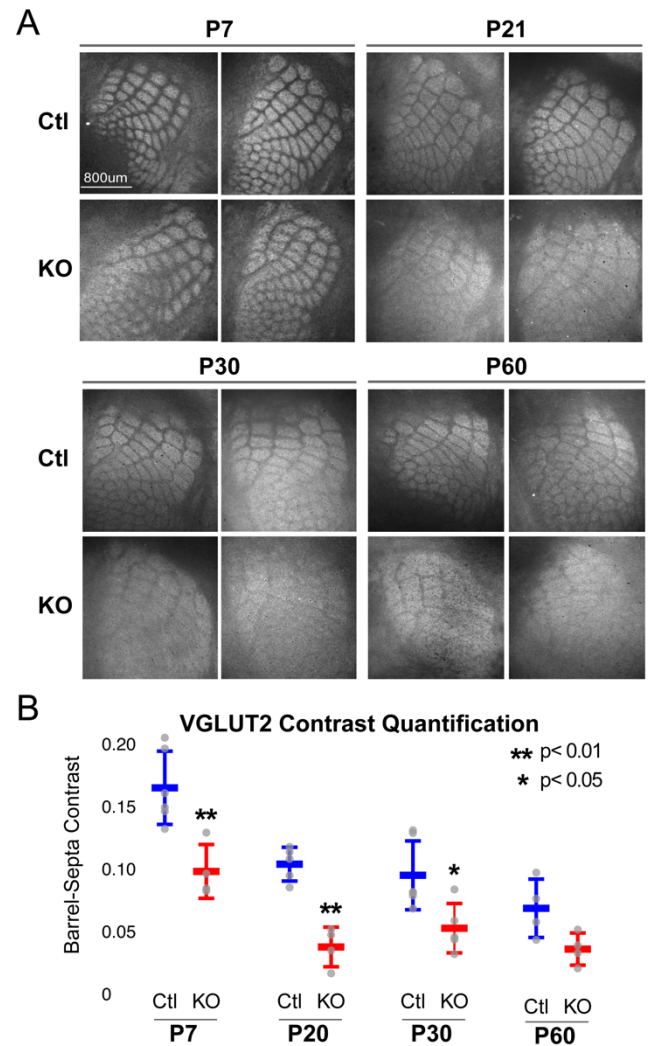 A
P7 P21
Ctl
800um
KO
P30 P60
Ctl
KO
B
VGLUT2 Contrast Quantification
** p< 0.01
* p< 0.05
Barrel-Septa Contrast
0.20
0.15
0.10
0.05
0
**
**
*
Ctl KO Ctl KO Ctl KO Ctl KO
P7 P20 P30 P60